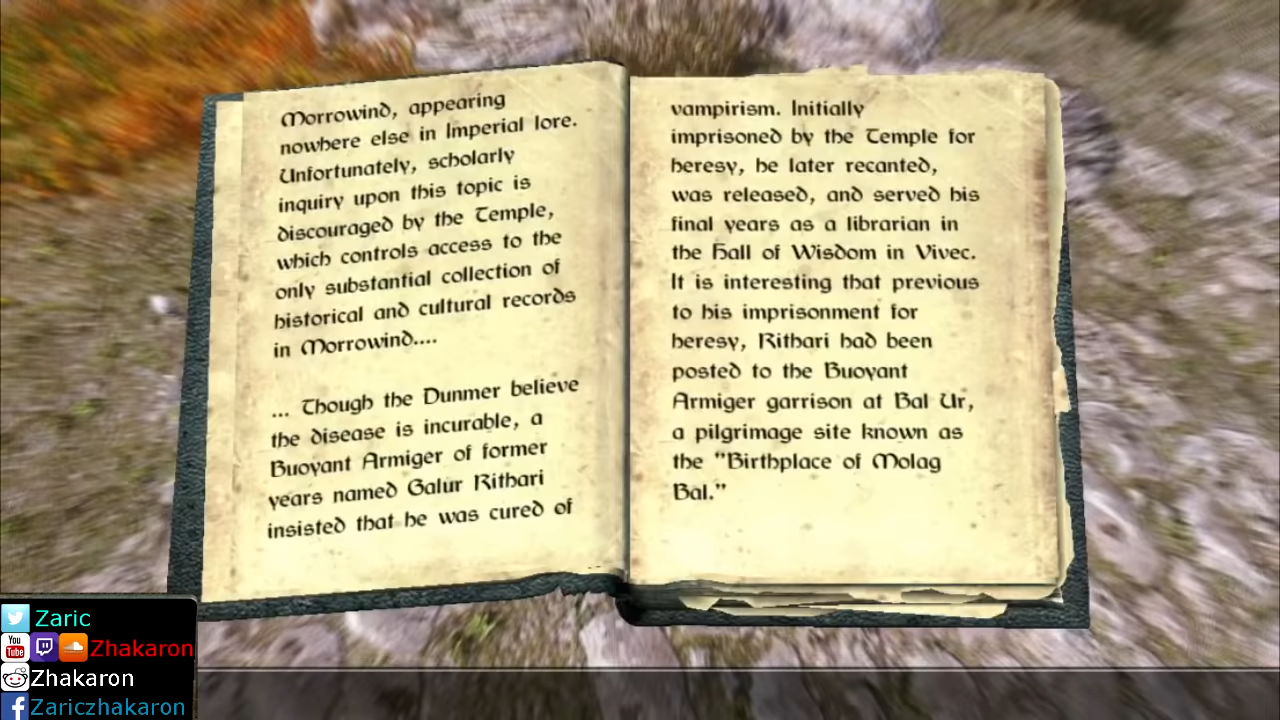 Morrowind, appearing
nowhere else in Imperial lore.
Unfortunately, scholarly
inquiry upon this topic is
discouraged by the Temple,
which controls access to the
only substantial collection of
historical and cultural records
in Morrowind....
... Though the Dunmer believe
the disease is incurable, a
Buoyant Armiger of former
years named Galur Rithari
insisted that he was cured of
vampirism. Initially
imprisoned by the Temple for
heresy, he later recanted,
was released, and served his
final years as a librarian in
the Hall of Wisdom in Vivec.
It is interesting that previous
to his imprisonment for
heresy, Rithari had been
posted to the Buoyant
Armiger garrison at Bal Ur,
a pilgrimage site known as
the "Birthplace of Molag
Bal."
Zaric
You Tube Zhakaron
Zhakaron
Zariczhakaron